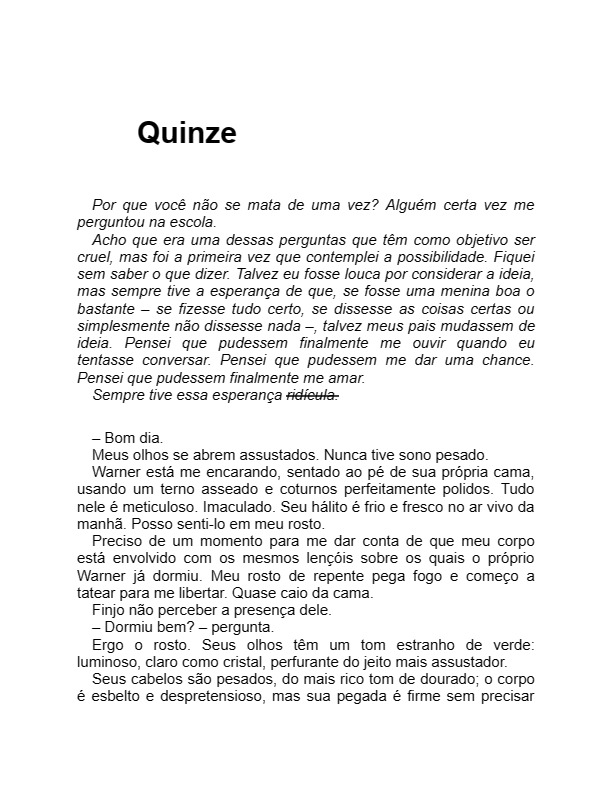 Quinze
Por que você não se mata de uma vez? Alguém certa vez me
perguntou na escola.
Acho que era uma dessas perguntas que têm como objetivo ser
cruel, mas foi a primeira vez que contemplei a possibilidade. Fiquei
sem saber o que dizer. Talvez eu fosse louca por considerar a ideia,
mas sempre tive a esperança de que, se fosse uma menina boa o
bastante – se fizesse tudo certo, se dissesse as coisas certas ou
simplesmente não dissesse nada –, talvez meus pais mudassem de
ideia. Pensei que pudessem finalmente me ouvir quando eu
tentasse conversar. Pensei que pudessem me dar uma chance.
Pensei que pudessem finalmente me amar.
Sempre tive essa esperança ridícula.
– Bom dia.
Meus olhos se abrem assustados. Nunca tive sono pesado.
Warner está me encarando, sentado ao pé de sua própria cama,
usando um terno asseado e coturnos perfeitamente polidos. Tudo
nele é meticuloso. Imaculado. Seu hálito é frio e fresco no ar vivo da
manhã. Posso senti-lo em meu rosto.
Preciso de um momento para me dar conta de que meu corpo
está envolvido com os mesmos lençóis sobre os quais o próprio
Warner já dormiu. Meu rosto de repente pega fogo e começo a
tatear para me libertar. Quase caio da cama.
Finjo não perceber a presença dele.
– Dormiu bem? – pergunta.
Ergo o rosto. Seus olhos têm um tom estranho de verde:
luminoso, claro como cristal, perfurante do jeito mais assustador.
Seus cabelos são pesados, do mais rico tom de dourado; o corpo
é esbelto e despretensioso, mas sua pegada é firme sem precisar